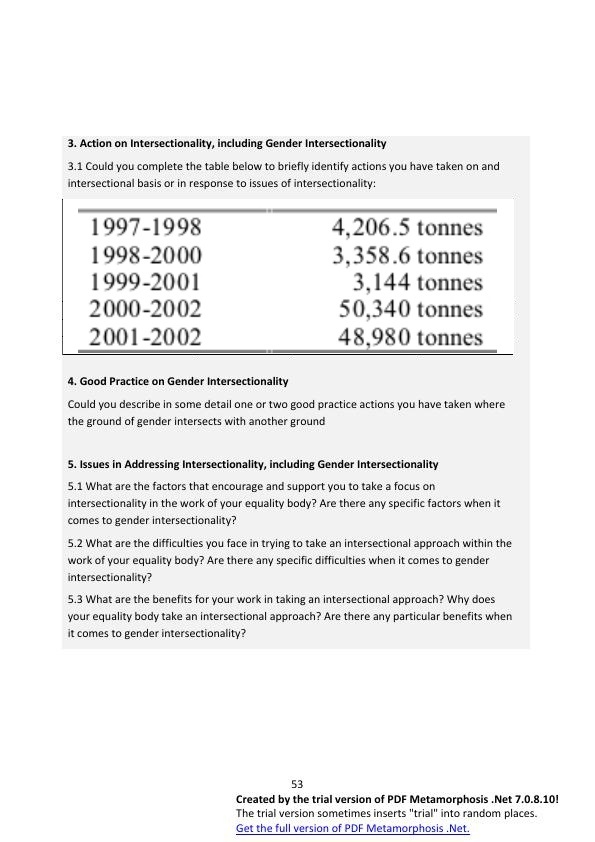 3. Action on Intersectionality, including Gender Intersectionality
3.1 Could you complete the table below to briefly identify actions you have taken on and
intersectional basis or in response to issues of intersectionality:
1997-1998 4,206.5 tonnes
1998-2000 3,358.6 tonnes
1999-2001 3,144 tonnes
2000-2002 50,340 tonnes
2001-2002 48,980 tonnes
4. Good Practice on Gender Intersectionality
Could you describe in some detail one or two good practice actions you have taken where
the ground of gender intersects with another ground
5. Issues in Addressing Intersectionality, including Gender Intersectionality
5.1 What are the factors that encourage and support you to take a focus on
intersectionality in the work of your equality body? Are there any specific factors when it
comes to gender intersectionality?
5.2 What are the difficulties you face in trying to take an intersectional approach within the
work of your equality body? Are there any specific difficulties when it comes to gender
intersectionality?
5.3 What are the benefits for your work in taking an intersectional approach? Why does
your equality body take an intersectional approach? Are there any particular benefits when
it comes to gender intersectionality?
53
Created by the trial version of PDF Metamorphosis .Net 7.0.8.10!
The trial version sometimes inserts "trial" into random places.
Get the full version of PDF Metamorphosis .Net.